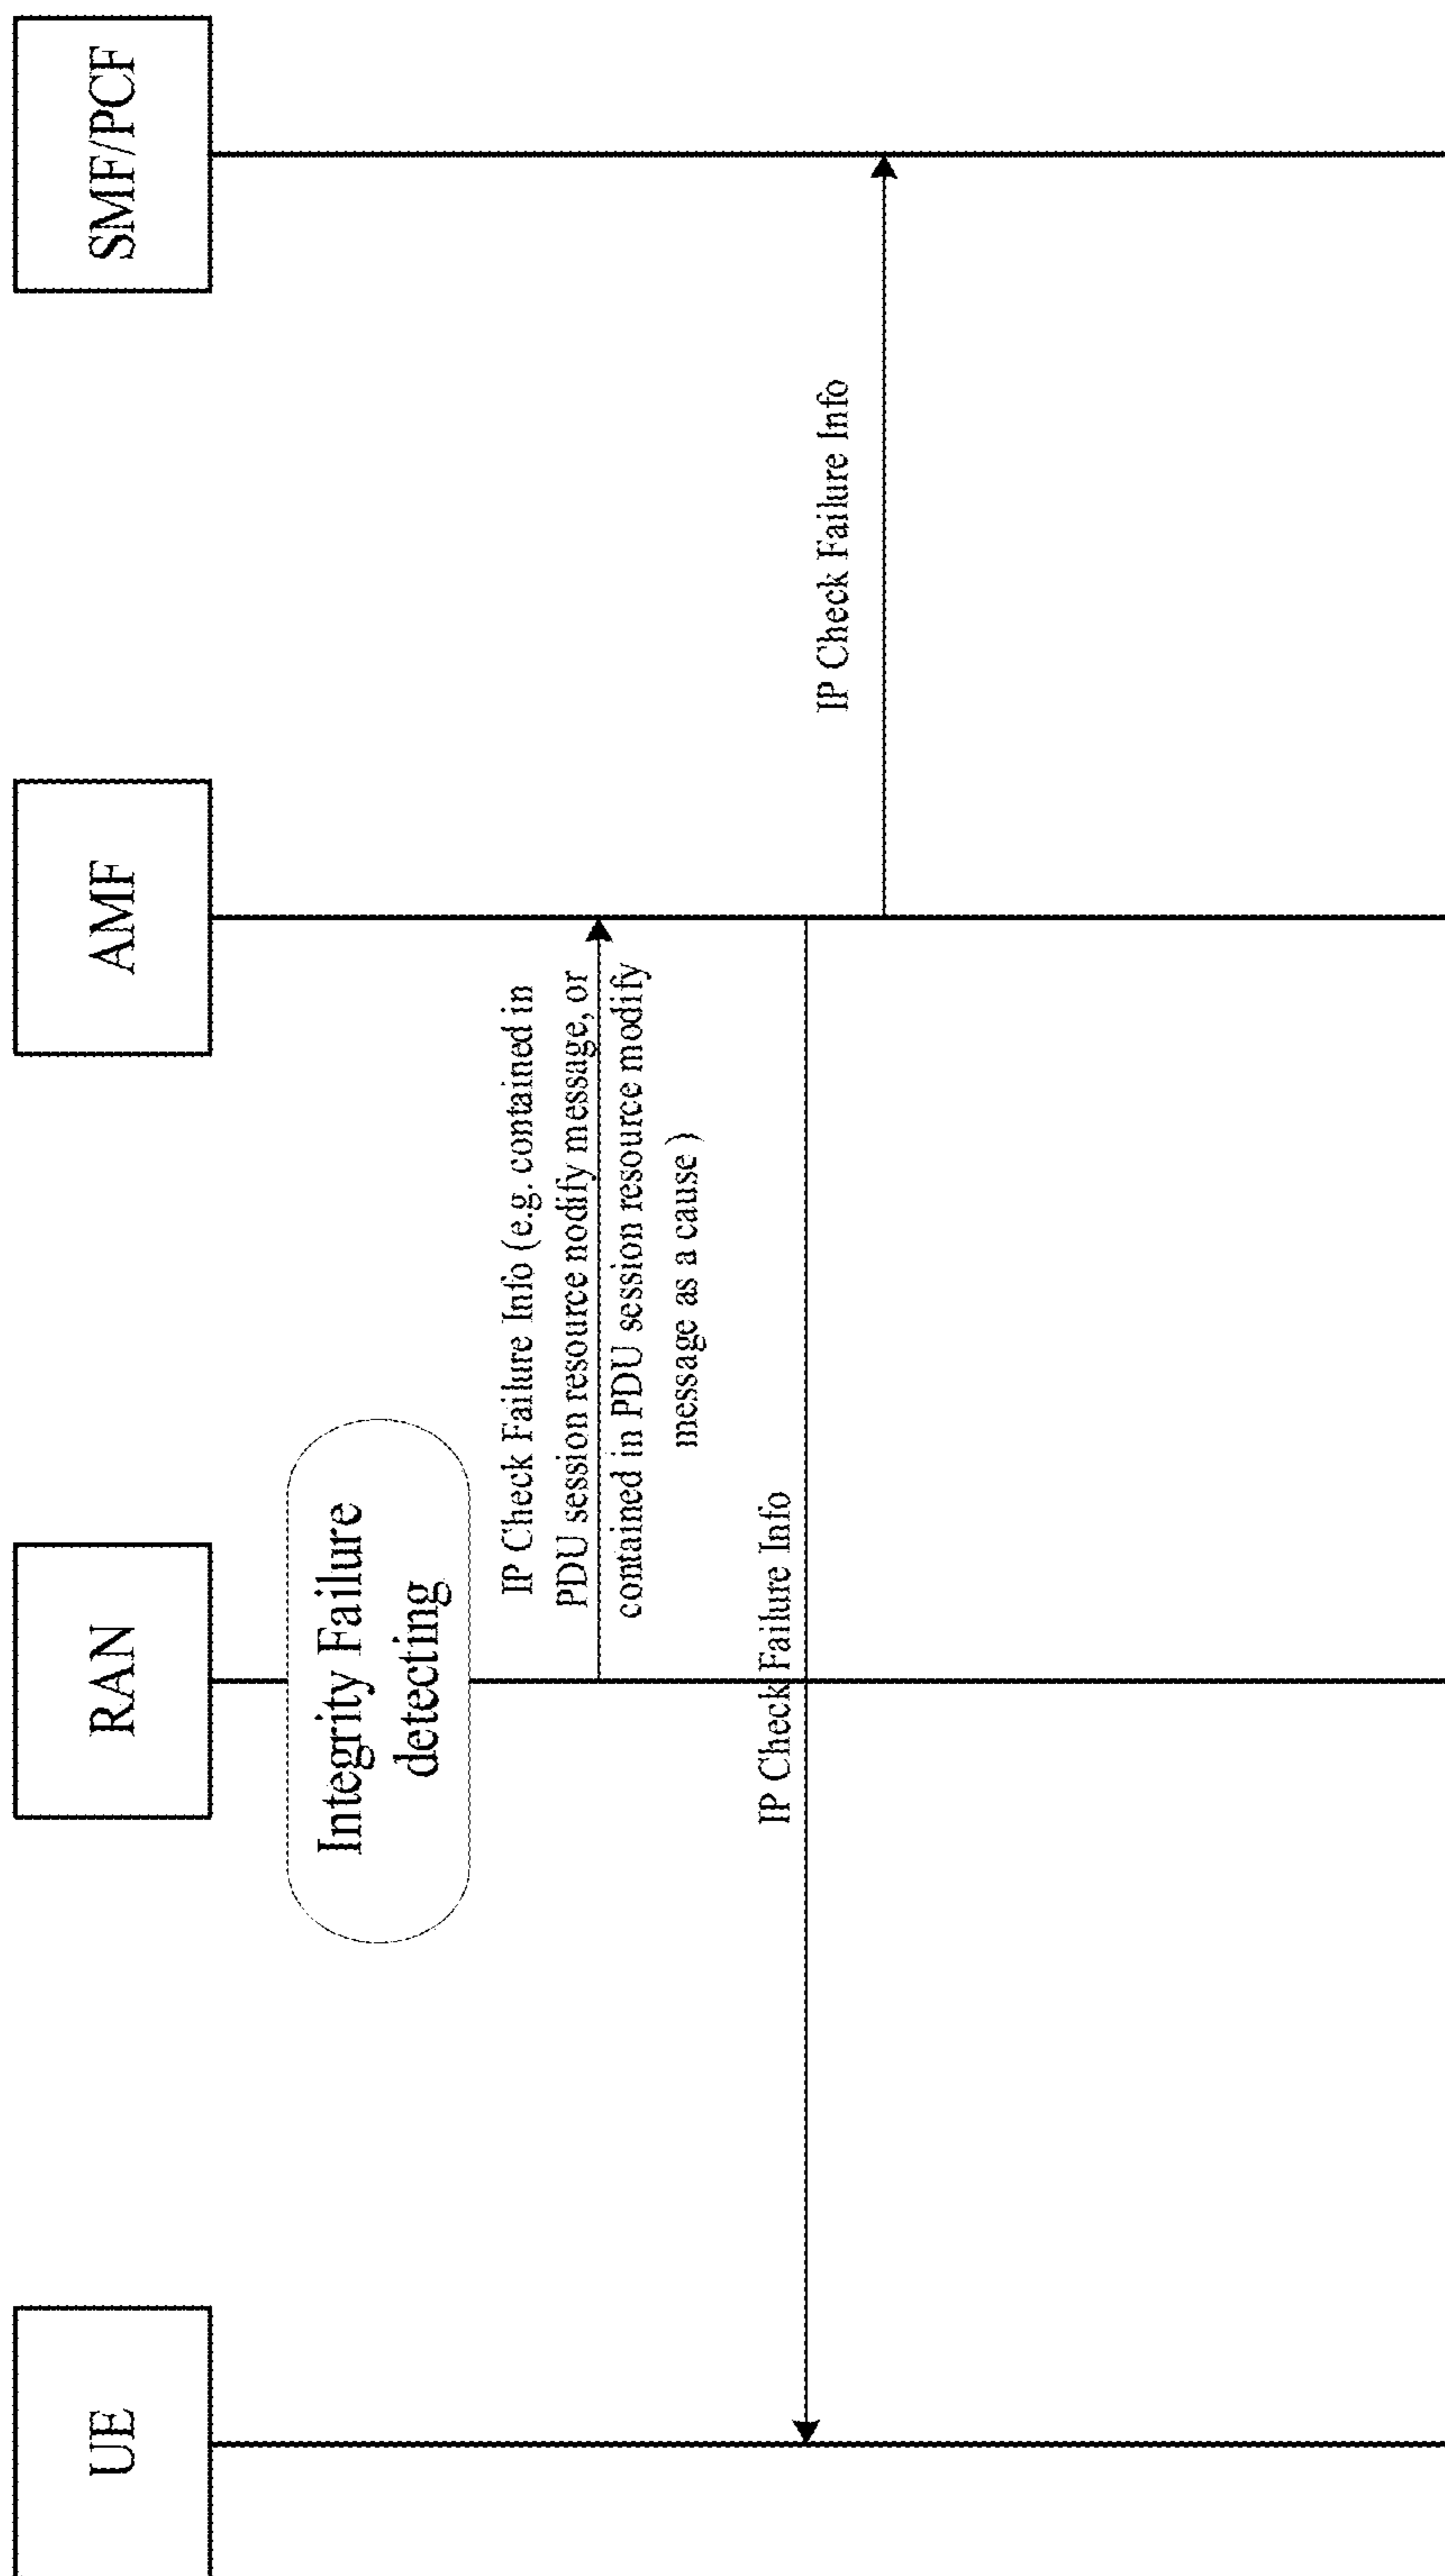 UE
RAN
AMF
SMF/PCF
Integrity Failure
detecting
IP Check Failure Info (e.g. contained in
PDU session resource nodify message, or
contained in PDU session resource modify
message as a cause )
IP Check Failure Info
IP Check Failure Info